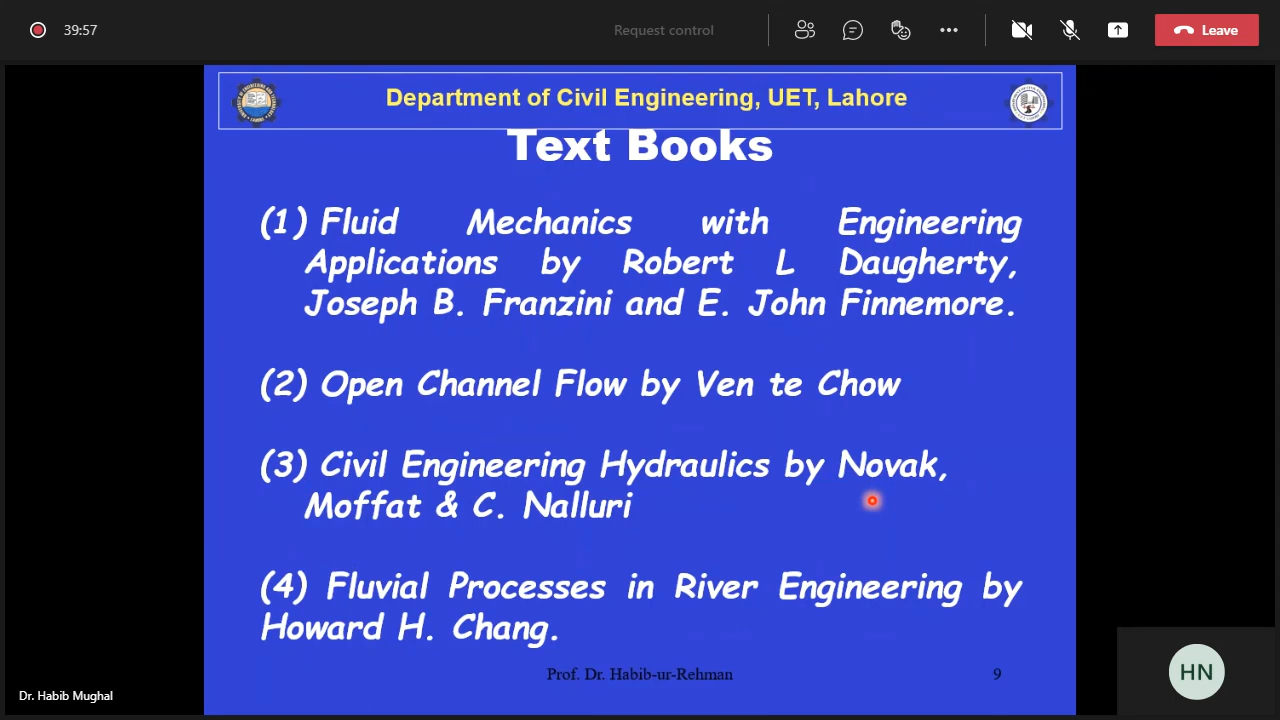 39:57
Request control
Leave
Department of Civil Engineering, UET, Lahore
Text Books
(1) Fluid Mechanics with Engineering
Applications by Robert L Daugherty,
Joseph B. Franzini and E. John Finnemore.
(2) Open Channel Flow by Ven te Chow
(3) Civil Engineering Hydraulics by Novak,
Moffat & C. Nalluri
(4) Fluvial Processes in River Engineering by
Howard H. Chang.
Prof. Dr. Habib-ur-Rehman
9
Dr. Habib Mughal
HN